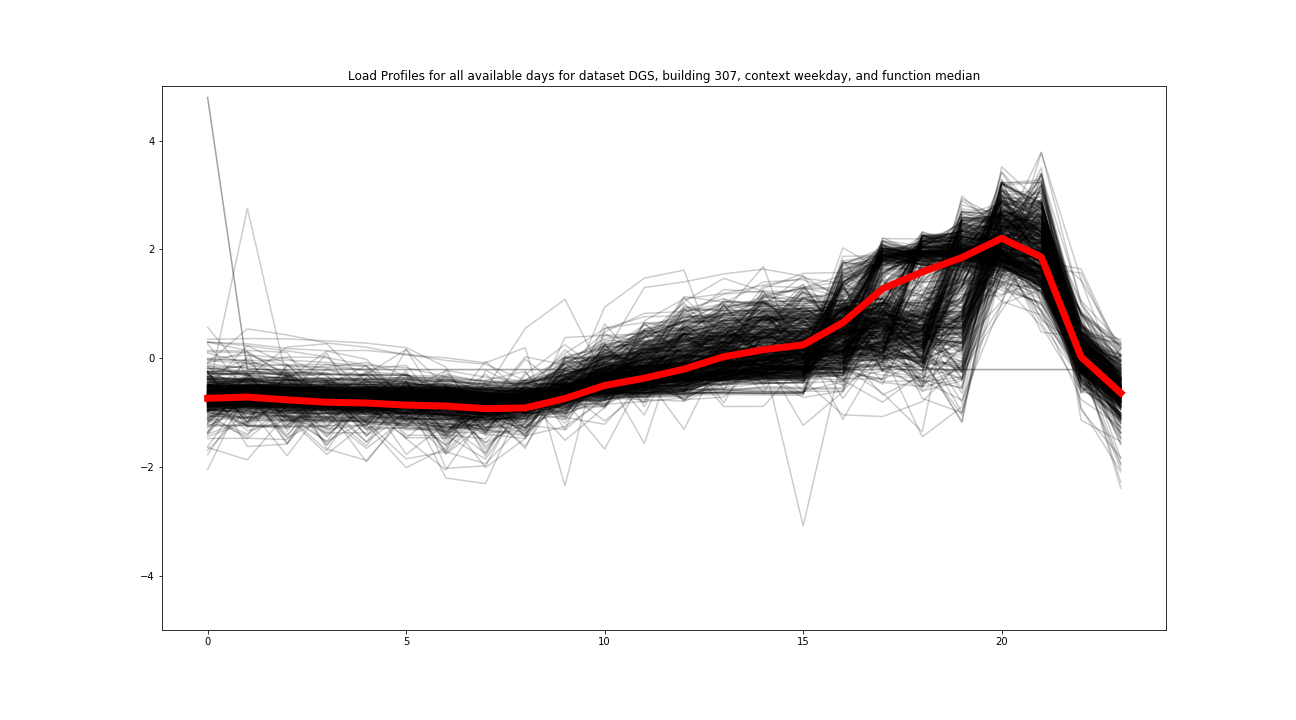 Load Profiles for all available days for dataset DGS, building 307, context weekday, and function median
4
2
0
−2
−4
0 5 10 15 20